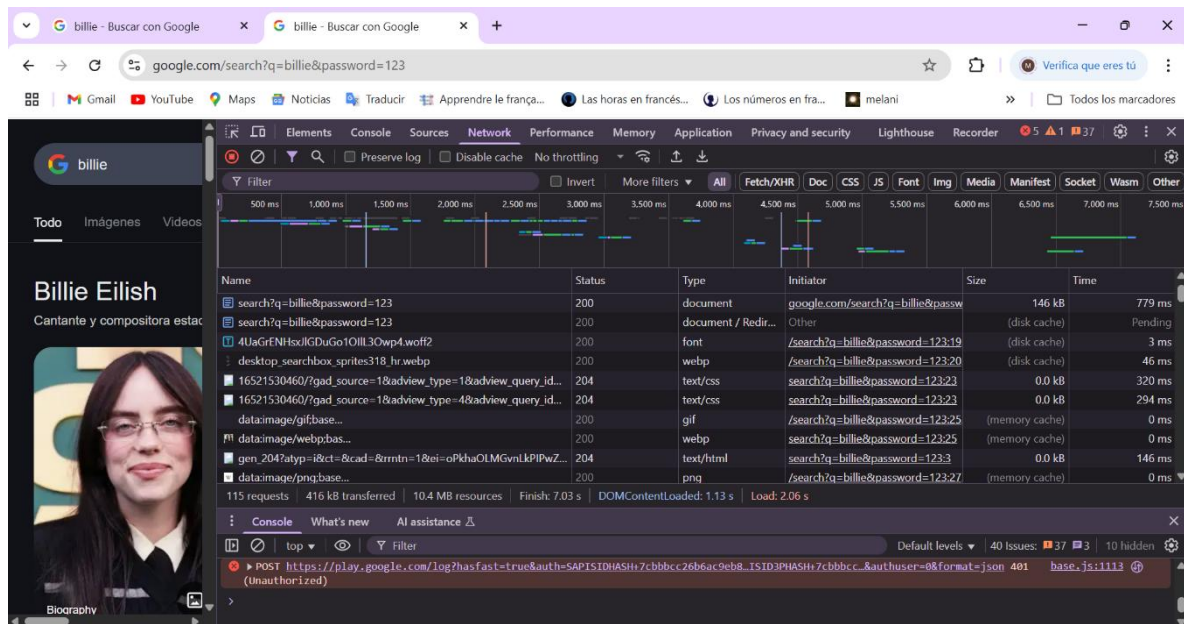 billie - Buscar con Google
billie - Buscar con Google
google.com/search?q=billie&password=123
M
Verifica que eres tú
Gmail YouTube Maps Noticias Traducir Apprendre le frança... Las horas en francés... Los números en fra... melani » Todos los marcadores
billie
Todo Imágenes Videos
Billie Eilish
Cantante y compositora estad
Biography
Elements Console Sources Network Performance Memory Application Privacy and security Lighthouse Recorder 5 1 37
Preserve log Disable cache No throttling
Filter Invert More filters All Fetch/XHR Doc CSS JS Font Img Media Manifest Socket Wasm Other
500 ms 1,000 ms 1,500 ms 2,000 ms 2,500 ms 3,000 ms 3,500 ms 4,000 ms 4,500 ms 5,000 ms 5,500 ms 6,000 ms 6,500 ms 7,000 ms 7,500 ms
Name Status Type Initiator Size Time
search?q=billie&password=123 200 document google.com/search?q=billie&passw 146 kB 779 ms
search?q=billie&password=123 200 document / Redir... Other (disk cache) Pending
4UaGrENHsxJlGDuGo1OIlL3Owp4.woff2 200 font /search?q=billie&password=123:19 (disk cache) 3 ms
desktop_searchbox_sprites318_hr.webp 200 webp /search?q=billie&password=123:20 (disk cache) 46 ms
16521530460/?gad_source=1&adview_type=1&adview_query_id... 204 text/css search?q=billie&password=123:23 0.0 kB 320 ms
16521530460/?gad_source=1&adview_type=4&adview_query_id... 204 text/css search?q=billie&password=123:23 0.0 kB 294 ms
data:image/gif;base... 200 gif /search?q=billie&password=123:25 (memory cache) 0 ms
data:image/webp;bas... 200 webp search?q=billie&password=123:25 (memory cache) 0 ms
gen_204?atyp=i&ct=&cad=&rrntn=1&ei=oPkhaOLMGvnLkPIPwZ... 204 text/html search?q=billie&password=123:3 0.0 kB 146 ms
data:image/png;base... 200 png /search?q=billie&password=123:27 (memory cache) 0 ms
115 requests 416 kB transferred 10.4 MB resources Finish: 7.03 s DOMContentLoaded: 1.13 s Load: 2.06 s
Console What's new AI assistance
top Filter Default levels 40 Issues: 37 3 10 hidden
POST https://play.google.com/log?hasfast=true&auth=SAPISIDHASH+7cbbbcc26b6ac9eb8…ISID3PHASH+7cbbbcc…&authuser=0&format=json 401 base.js:1113
(Unauthorized)